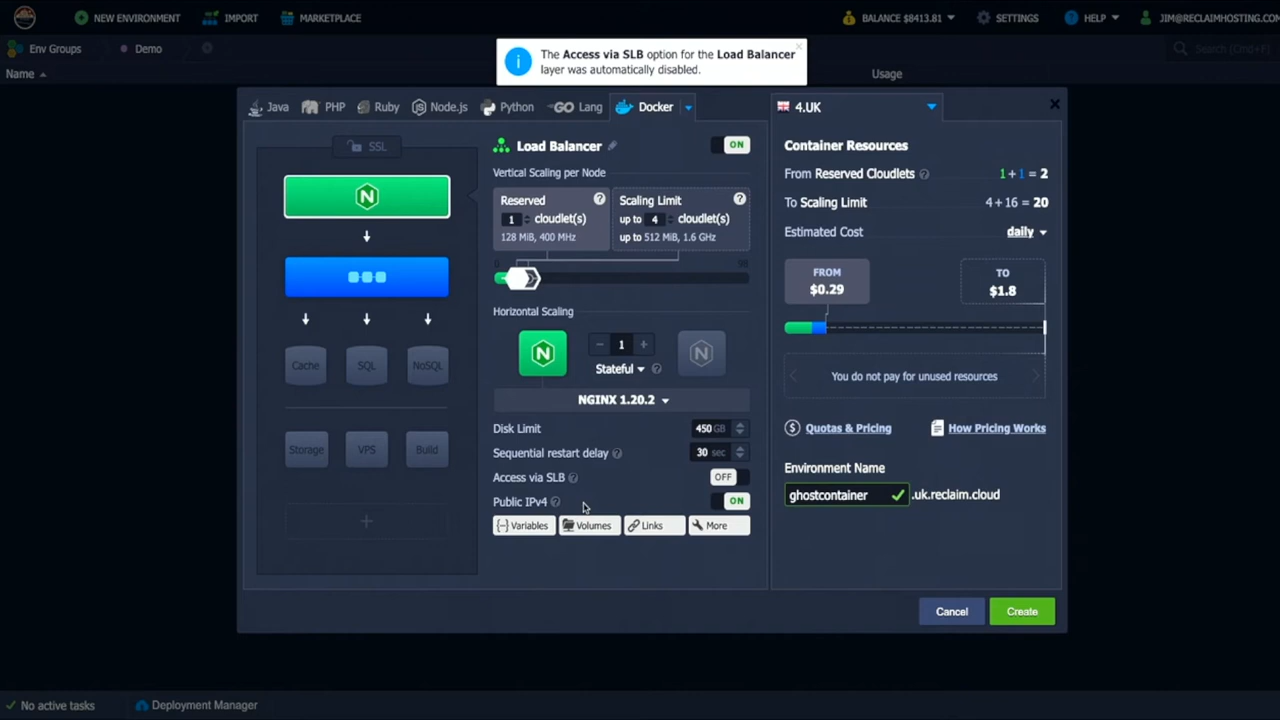 NEW ENVIRONMENT
IMPORT
MARKETPLACE
BALANCE $8413.81
SETTINGS
HELP
JIM@RECLAIMHOSTING.COM
Env Groups
Demo
Search (Cmd+F)
Name
Usage
The Access via SLB option for the Load Balancer
layer was automatically disabled.
Java
PHP
Ruby
Node.js
Python
GO Lang
Docker
4.UK
SSL
Cache
SQL
NoSQL
Storage
VPS
Build
Load Balancer
ON
Vertical Scaling per Node
Reserved
1 cloudlet(s)
128 MiB, 400 MHz
Scaling Limit
up to 4 cloudlet(s)
up to 512 MiB, 1.6 GHz
0
98
Horizontal Scaling
1
Stateful
NGINX 1.20.2
Disk Limit 450 GB
Sequential restart delay 30 sec
Access via SLB OFF
Public IPv4 ON
Variables
Volumes
Links
More
Container Resources
From Reserved Cloudlets 1+1 = 2
To Scaling Limit 4+16 = 20
Estimated Cost daily
FROM
$0.29
TO
$1.8
You do not pay for unused resources
Quotas & Pricing
How Pricing Works
Environment Name
ghostcontainer .uk.reclaim.cloud
Cancel
Create
No active tasks
Deployment Manager